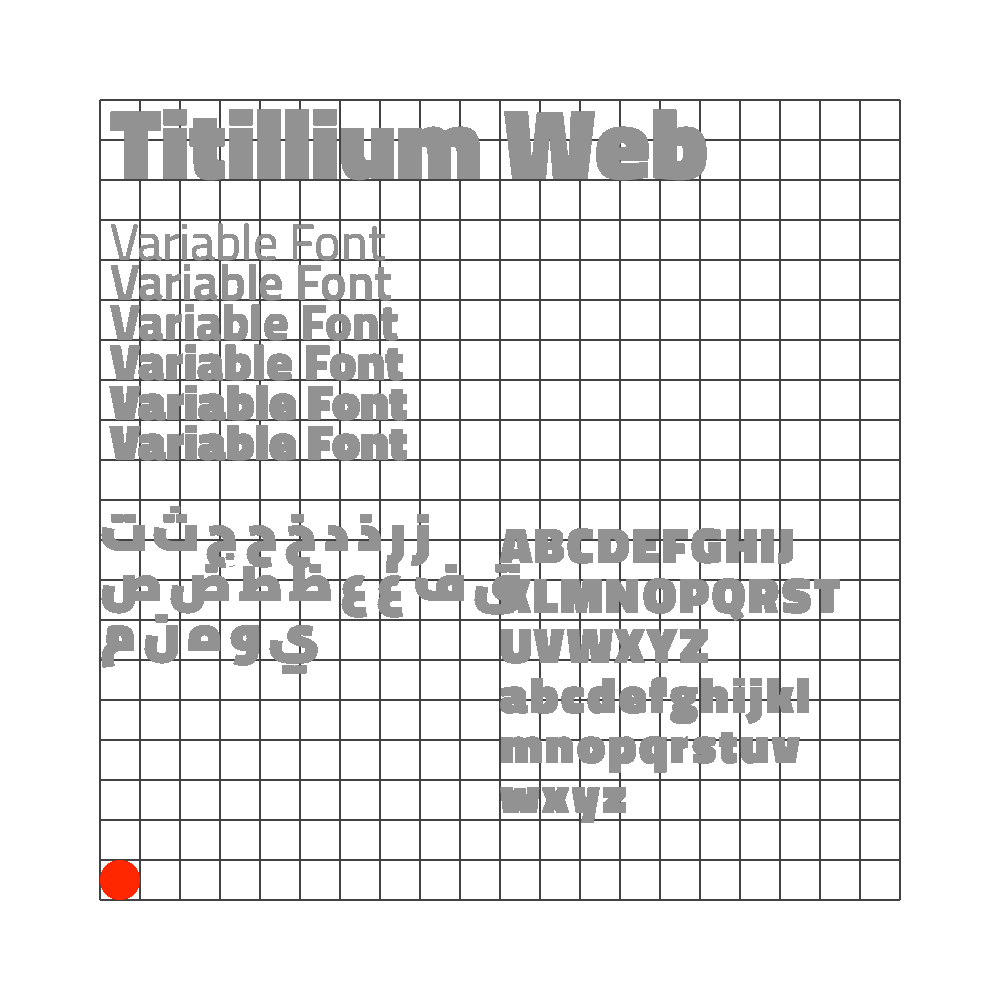 Titillium Web
Variable Font
Variable Font
Variable Font
Variable Font
Variable Font
Variable Font
ت ث ج ح خ د ذ ر ز
ص ض ط ظ ع غ ف ق
م ن ه و ي
ABCDEFGHIJ
KLMNOPQRST
UVWXYZ
abcdefghijkl
mnopqrstuv
wxyz